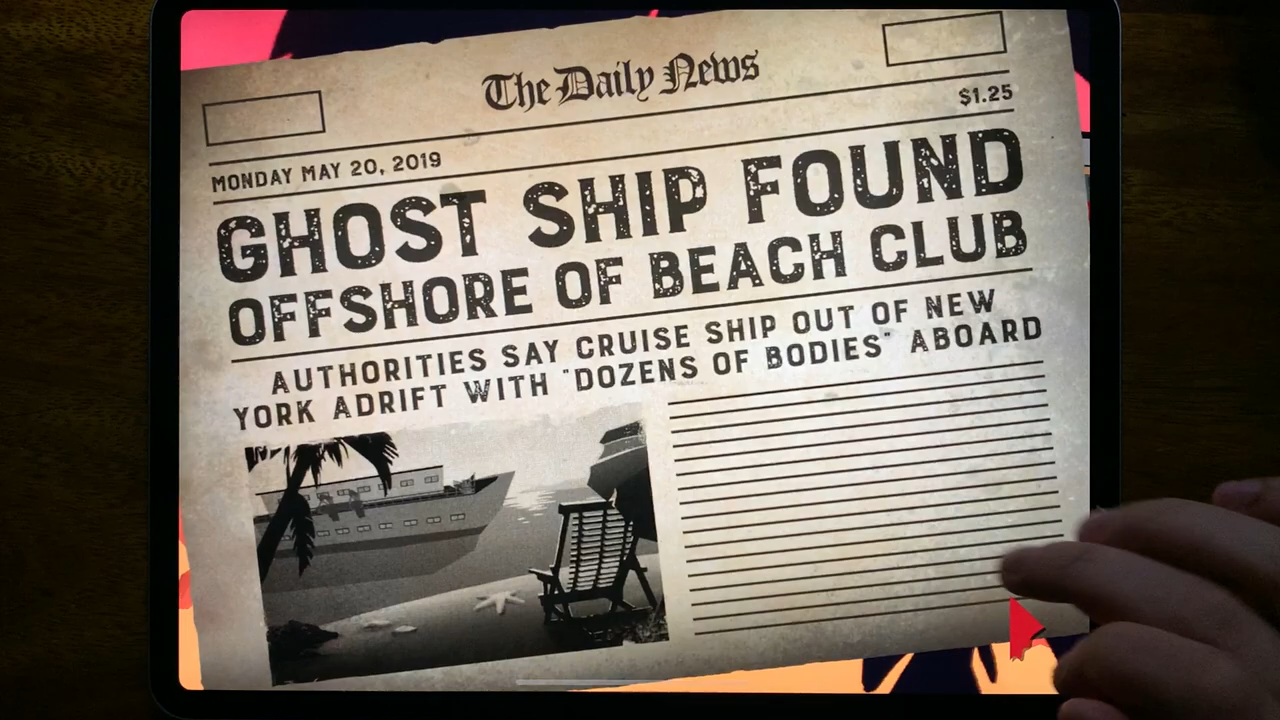 The Daily News
$1.25
MONDAY MAY 20, 2019
GHOST SHIP FOUND
OFFSHORE OF BEACH CLUB
AUTHORITIES SAY CRUISE SHIP OUT OF NEW
YORK ADRIFT WITH "DOZENS OF BODIES" ABOARD